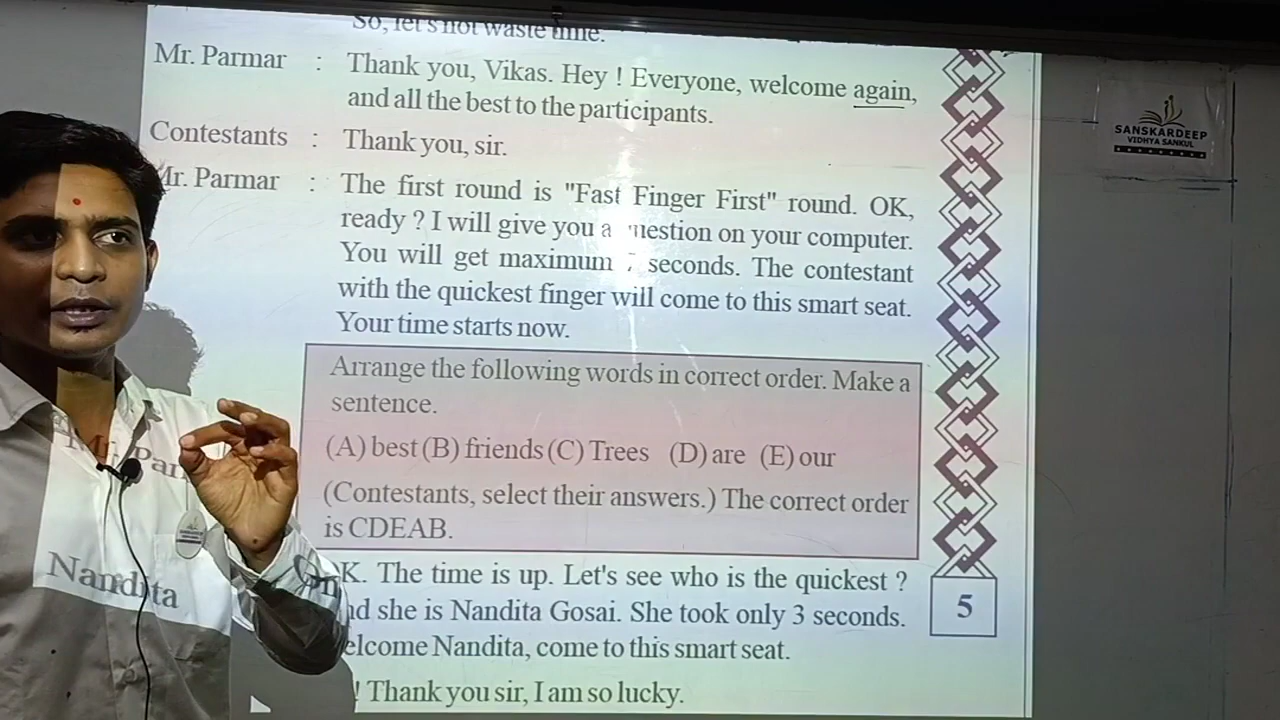 So, let's not waste time.
Mr. Parmar : Thank you, Vikas. Hey ! Everyone, welcome again,
and all the best to the participants.
Contestants : Thank you, sir.
Mr. Parmar : The first round is "Fast Finger First" round. OK,
ready ? I will give you a question on your computer.
You will get maximum seconds. The contestant
with the quickest finger will come to this smart seat.
Your time starts now.
Arrange the following words in correct order. Make a
sentence.
(A) best (B) friends (C) Trees (D) are (E) our
(Contestants, select their answers.) The correct order
is CDEAB.
OK. The time is up. Let's see who is the quickest ?
And she is Nandita Gosai. She took only 3 seconds.
Welcome Nandita, come to this smart seat.
! Thank you sir, I am so lucky.
5
Mr. Par
Nandita
SANSKARDEEP
VIDHYA SANKUL